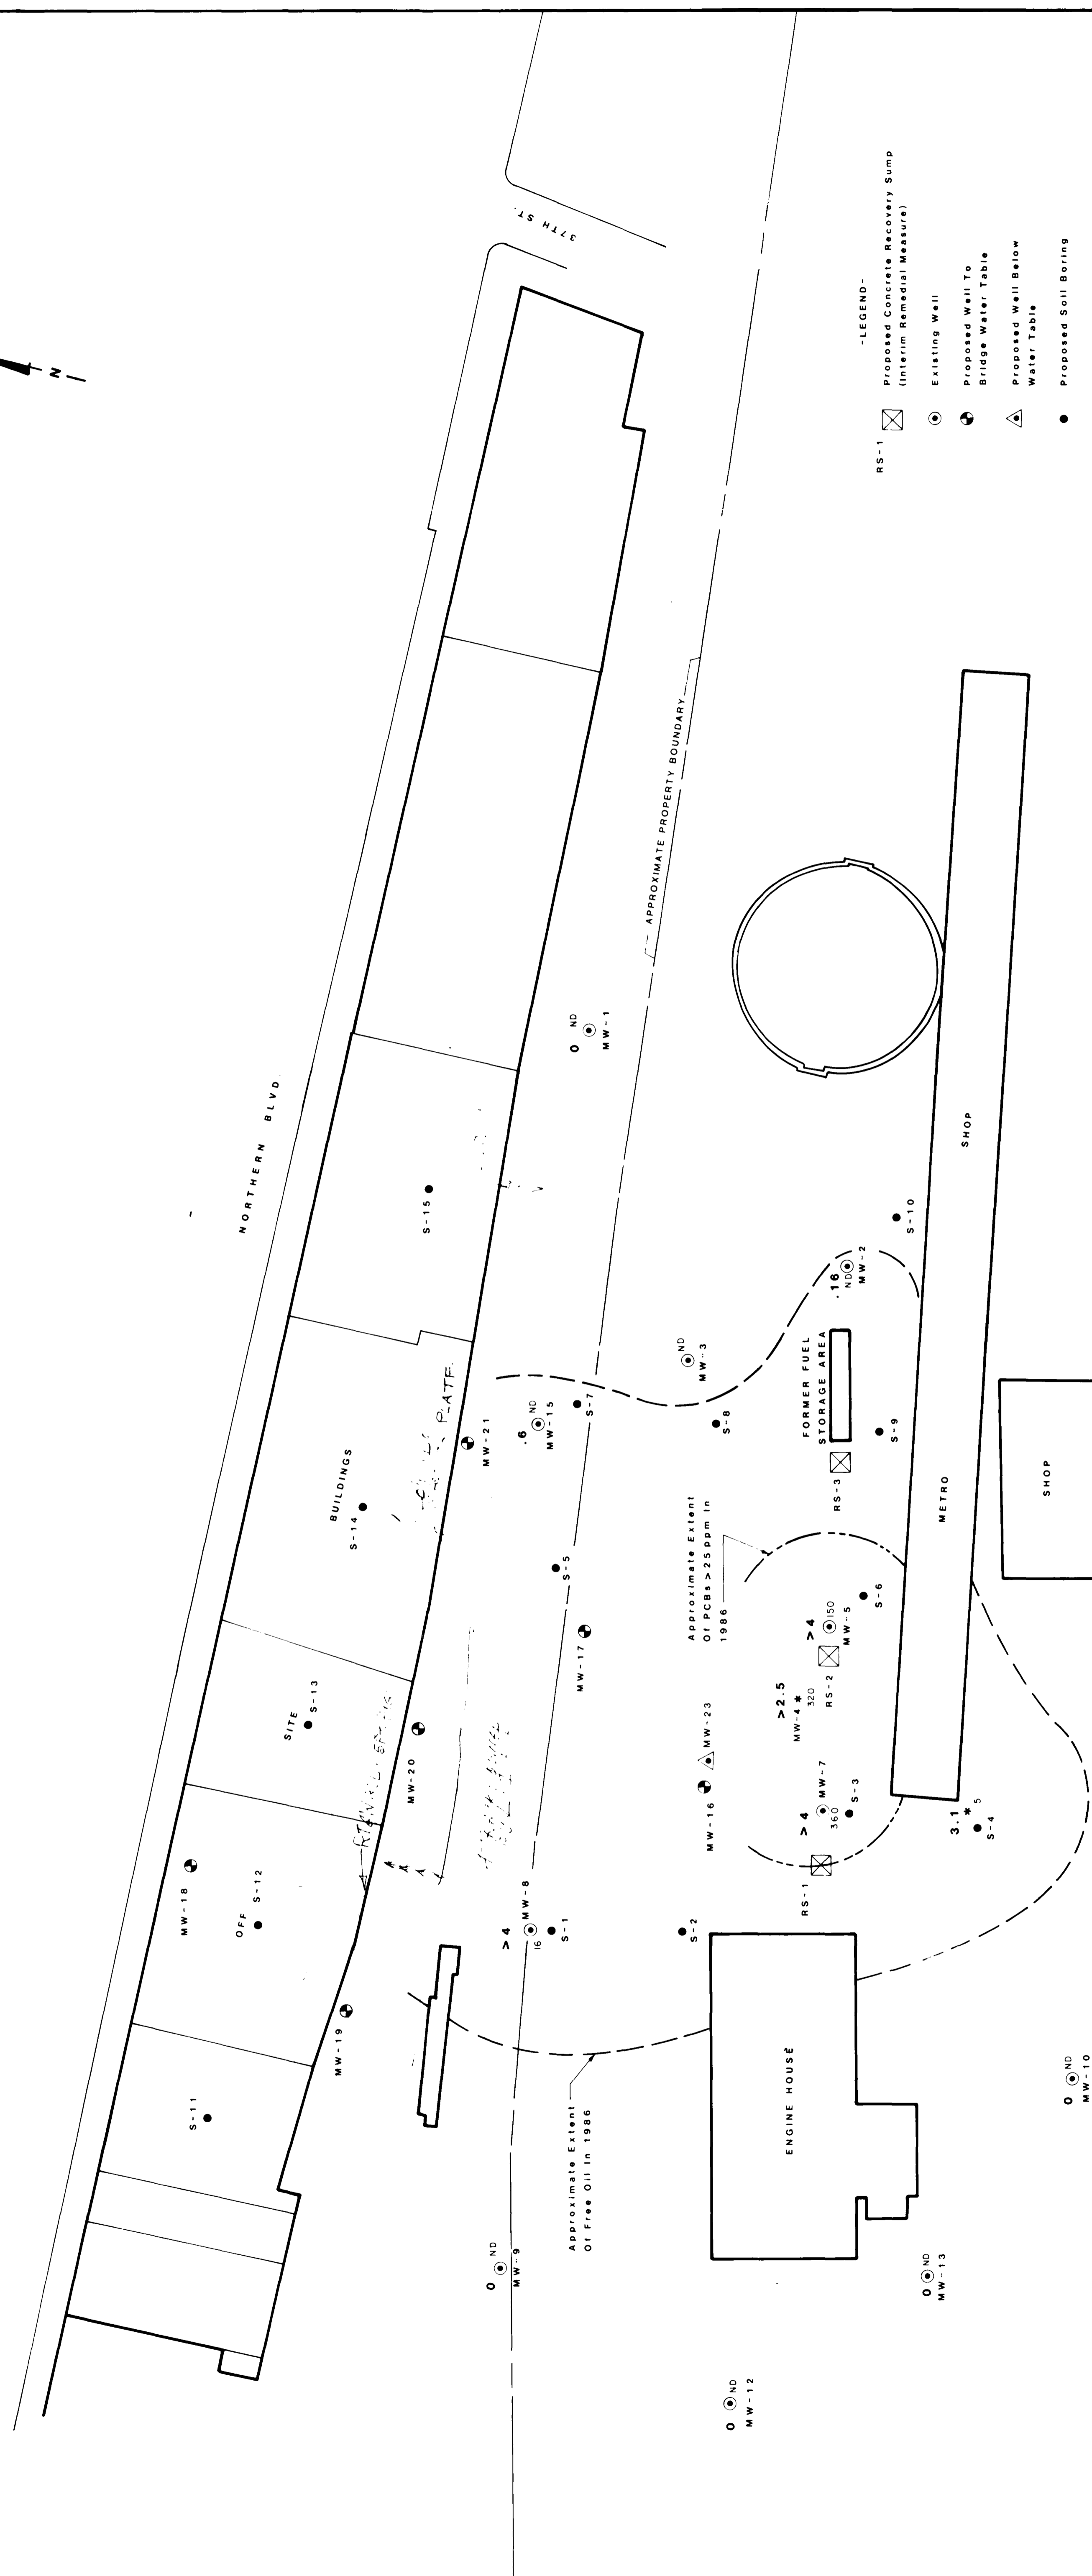 37TH ST.
N
NORTHERN BLVD.
-LEGEND-
RS-1
Proposed Concrete Recovery Sump
(Interim Remedial Measure)
Existing Well
Proposed Well To
Bridge Water Table
Proposed Well Below
Water Table
Proposed Soil Boring
APPROXIMATE PROPERTY BOUNDARY
0
ND
MW-1
S-15
SHOP
S-10
.16
ND
MW-2
ND
MW-3
FORMER FUEL
STORAGE AREA
S-7
.6
ND
MW-15
S-8
S-9
PLATF.
MW-21
BUILDINGS
S-14
RS-3
METRO
SHOP
Approximate Extent
Of PCBs > 25 ppm In
1986
S-5
MW-17
S-6
>4
150
MW-5
RS-2
>2.5
MW-4 *
320
SITE
S-13
MW-20
MW-23
MW-16
>4
MW-7
360
S-3
RS-1
3.1
* 5
S-4
MW-18
OFF
S-12
>4
MW-8
16
S-1
S-2
MW-19
S-11
Approximate Extent
Of Free Oil In 1986
ENGINE HOUSE
0
ND
MW-10
0
ND
MW-9
0
ND
MW-13
0
ND
MW-12